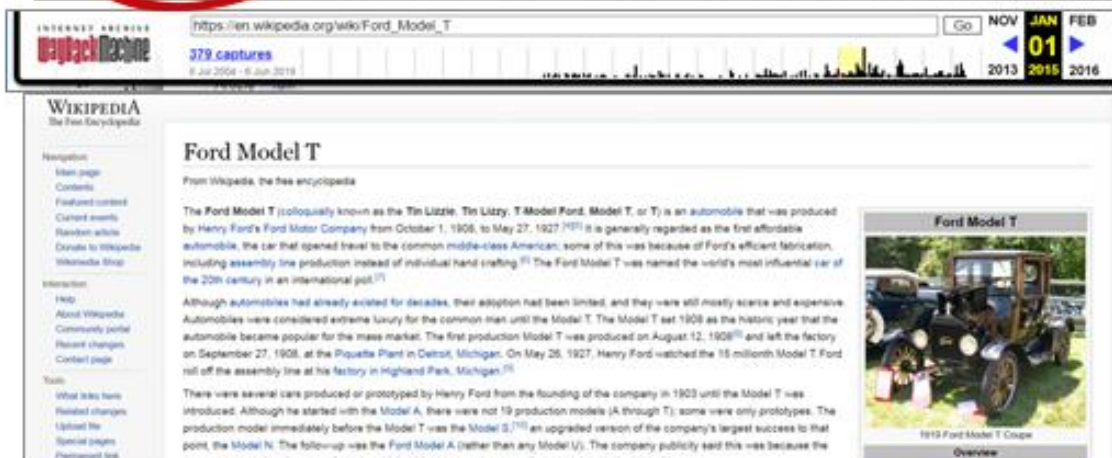 INTERNET ARCHIVE
WayBack Machine
https://en.wikipedia.org/wiki/Ford_Model_T
Go
NOV JAN FEB
379 captures
01
6 Jul 2004 - 6 Jun 2016
2013 2015 2016
WIKIPEDIA
The Free Encyclopedia
Navigation
Main page
Contents
Featured content
Current events
Random article
Donate to Wikipedia
Wikimedia Shop
Interaction
Help
About Wikipedia
Community portal
Recent changes
Contact page
Tools
What links here
Related changes
Upload file
Special pages
Permanent link
Ford Model T
From Wikipedia, the free encyclopedia
The Ford Model T (colloquially known as the Tin Lizzie, Tin Lizzy, T-Model Ford, Model T, or T) is an automobile that was produced
by Henry Ford's Ford Motor Company from October 1, 1908, to May 27, 1927. It is generally regarded as the first affordable
automobile, the car that opened travel to the common middle-class American; some of this was because of Ford's efficient fabrication,
including assembly line production instead of individual hand crafting.[6] The Ford Model T was named the world's most influential car of
the 20th century in an international poll.[7]
Although automobiles had already existed for decades, their adoption had been limited, and they were still mostly scarce and expensive.
Automobiles were considered extreme luxury for the common man until the Model T. The Model T set 1908 as the historic year that the
automobile became popular for the mass market. The first production Model T was produced on August 12, 1908[8] and left the factory
on September 27, 1908, at the Piquette Plant in Detroit, Michigan. On May 26, 1927, Henry Ford watched the 15 millionth Model T Ford
roll off the assembly line at his factory in Highland Park, Michigan.[9]
There were several cars produced or prototyped by Henry Ford from the founding of the company in 1903 until the Model T was
introduced. Although he started with the Model A, there were not 19 production models (A through T); some were only prototypes. The
production model immediately before the Model T was the Model S,[10] an upgraded version of the company's largest success to that
point, the Model N. The follow-up was the Ford Model A (rather than any Model U). The company publicity said this was because the
Ford Model T
1919 Ford Model T Coupe
Overview